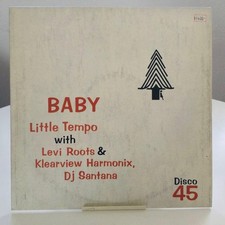 BABY
Little Tempo
with
Levi Roots &
Klearview Harmonix,
Dj Santana
Disco
45